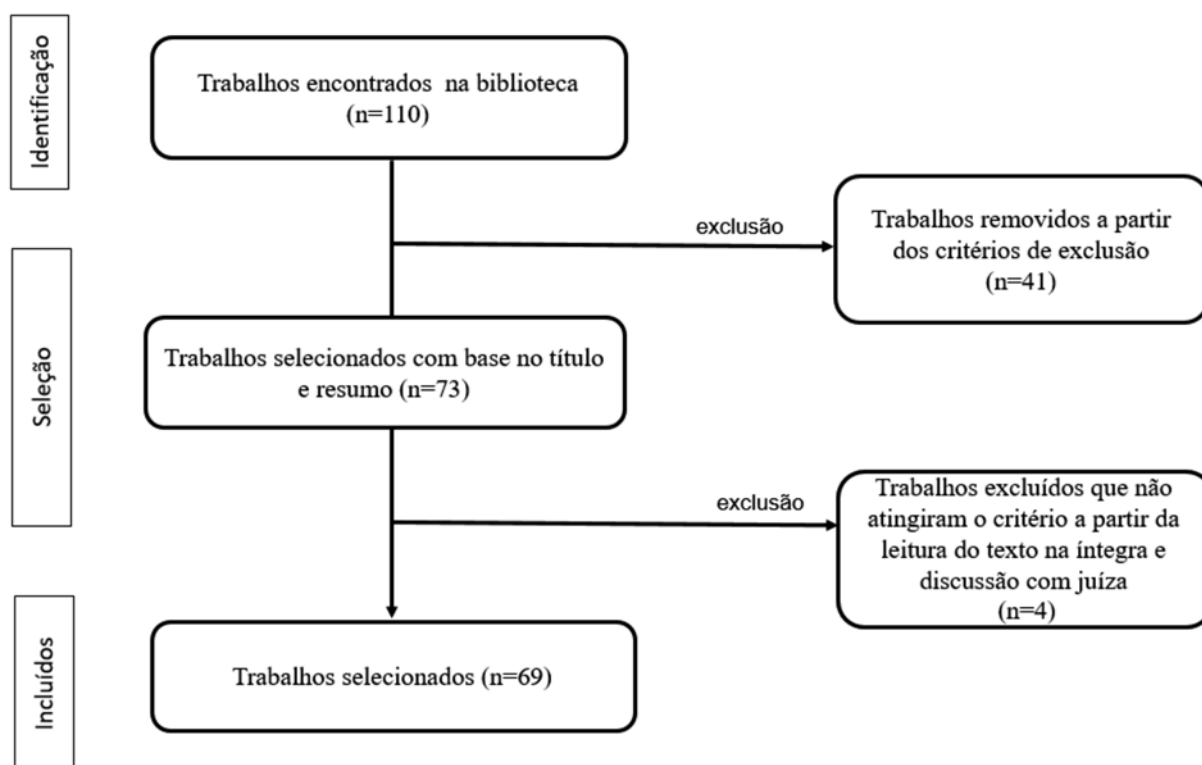 Identificação
Trabalhos encontrados na biblioteca
(n=110)
exclusão
Trabalhos removidos a partir
dos critérios de exclusão
(n=41)
Seleção
Trabalhos selecionados com base no título
e resumo (n=73)
exclusão
Trabalhos excluídos que não
atingiram o critério a partir da
leitura do texto na íntegra e
discussão com juíza
(n=4)
Incluídos
Trabalhos selecionados (n=69)